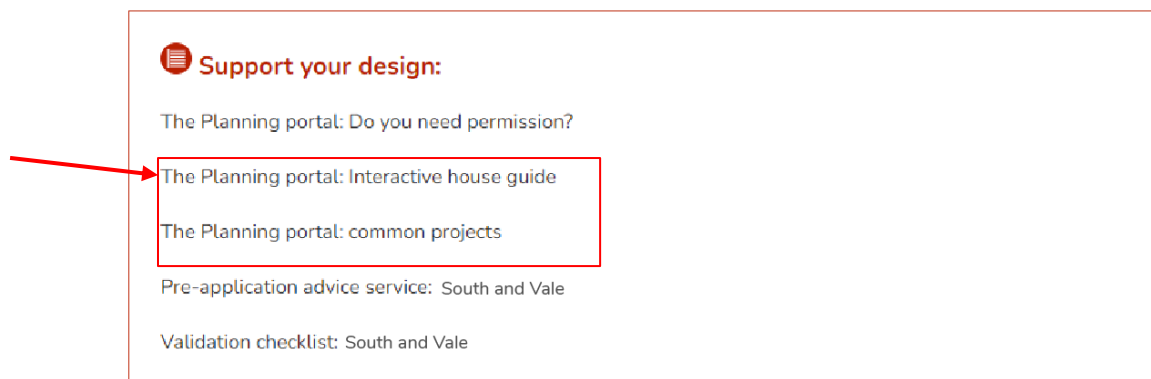 Support your design:
The Planning portal: Do you need permission?
The Planning portal: Interactive house guide
The Planning portal: common projects
Pre-application advice service: South and Vale
Validation checklist: South and Vale